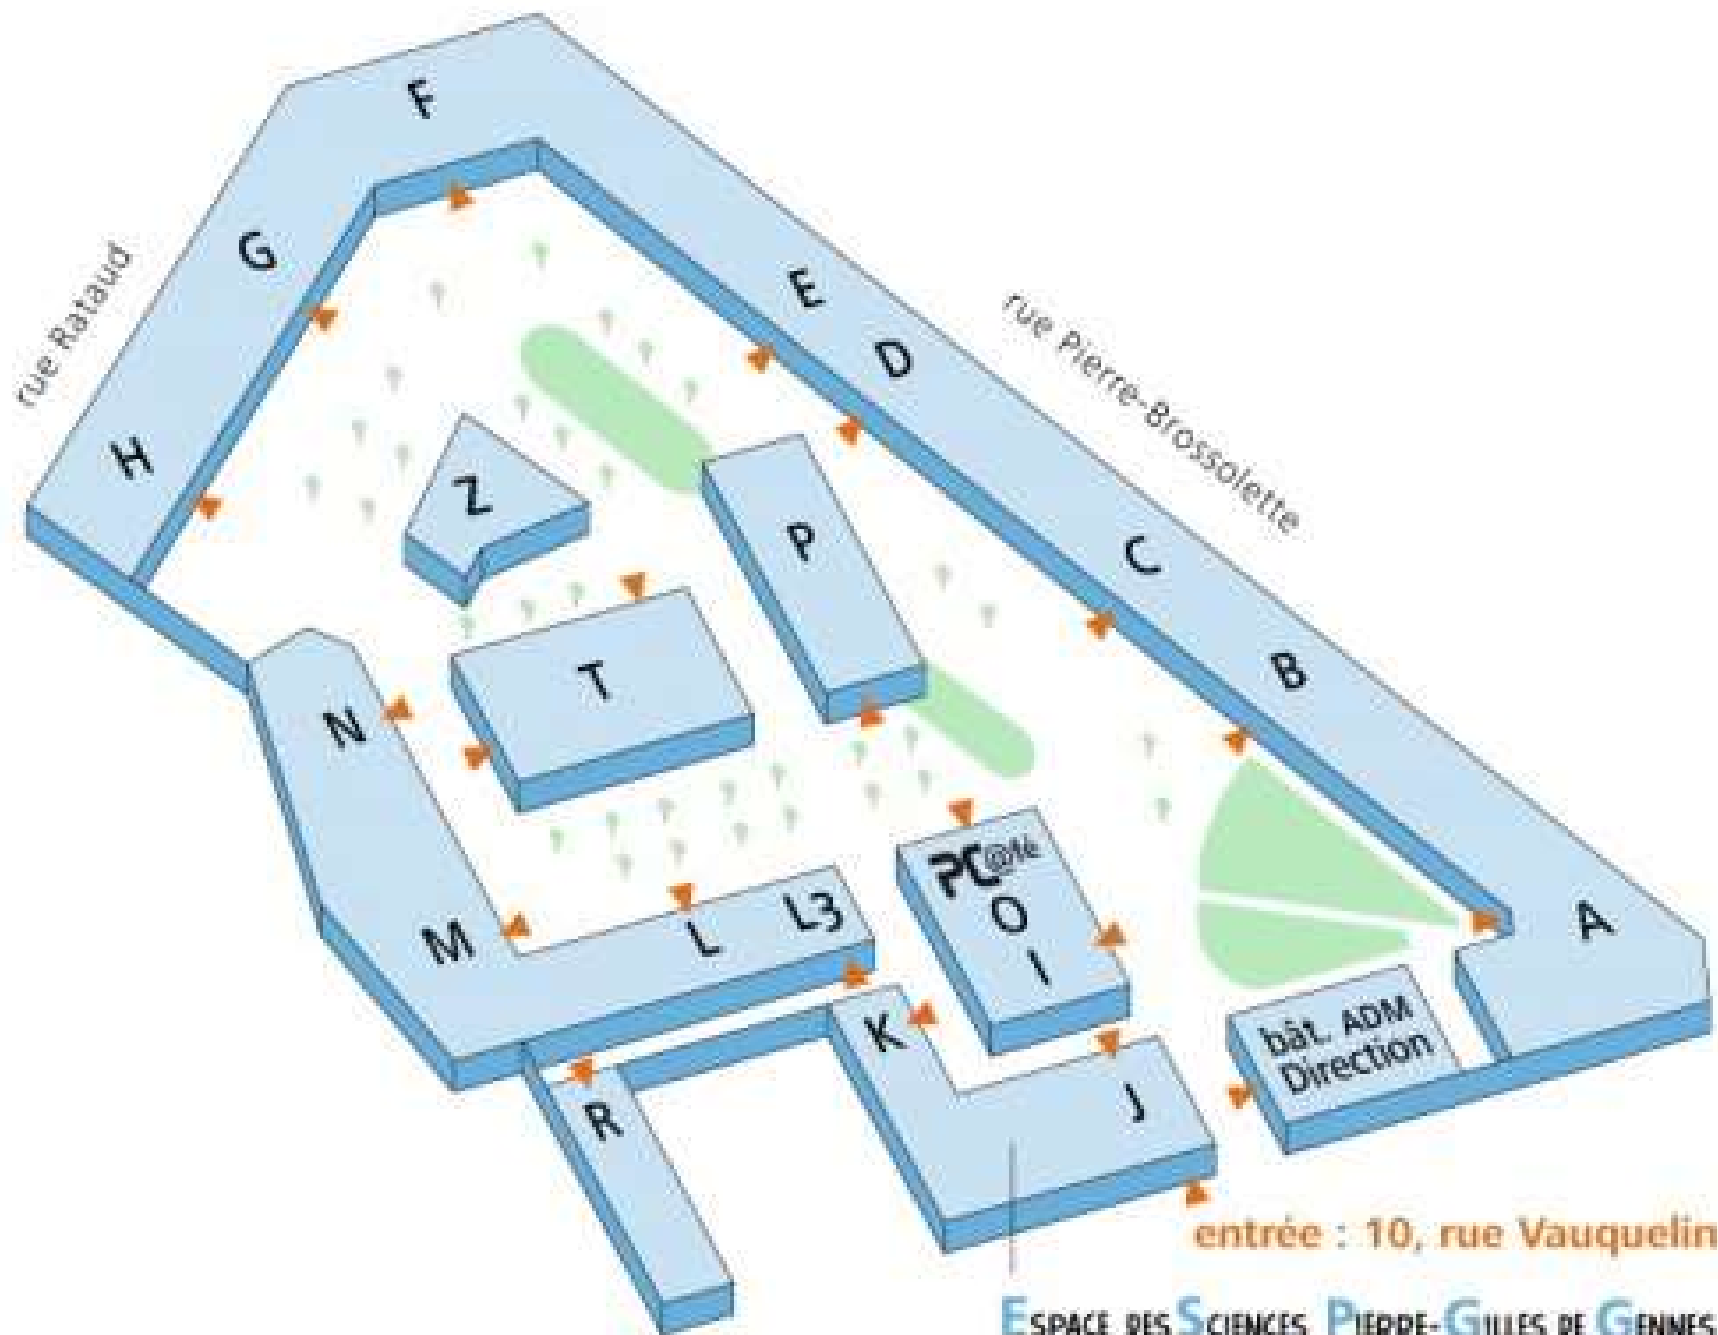 F
G
rue Rataud
E
D
rue Pierre-Brossolette
H
Z
P
C
B
T
N
PC@fé
O
I
A
M
L
L3
K
bât. ADM
Direction
J
R
entrée : 10, rue Vauquelin
ESPACE DES SCIENCES PIERRE-GILLES DE GENNES